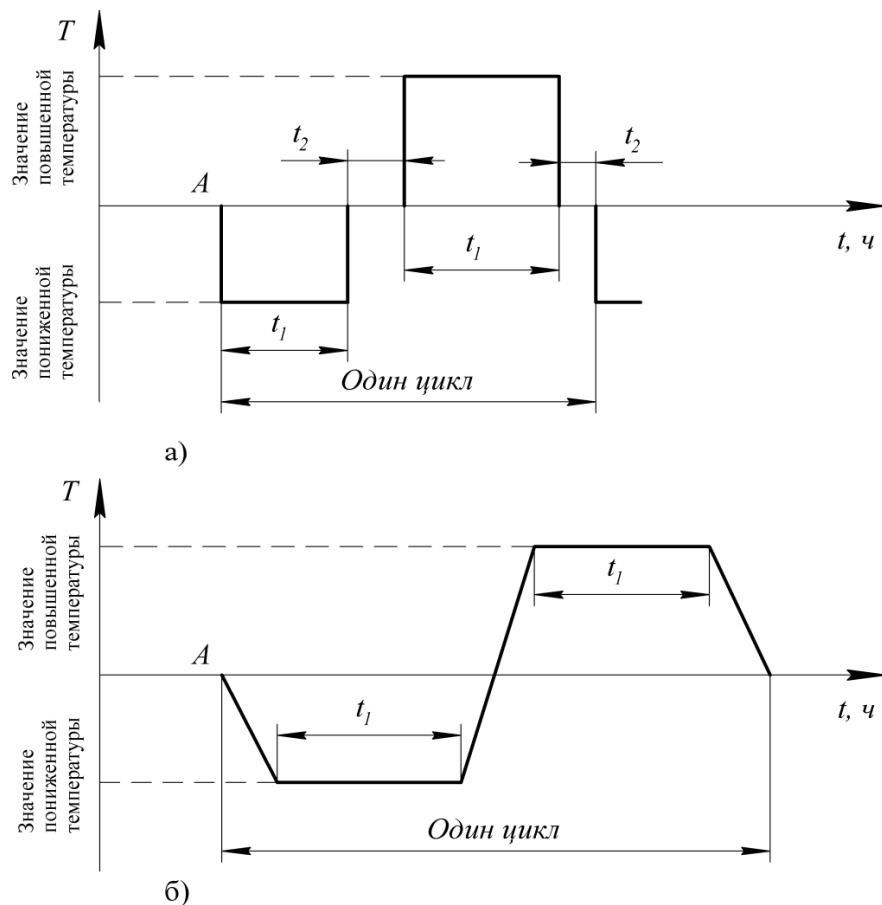 T
Значение
повышенной
температуры
t2
t2
A
t, ч
t1
Значение
пониженной
температуры
t1
Один цикл
а)
T
Значение
повышенной
температуры
t1
A
t, ч
t1
Значение
пониженной
температуры
Один цикл
б)